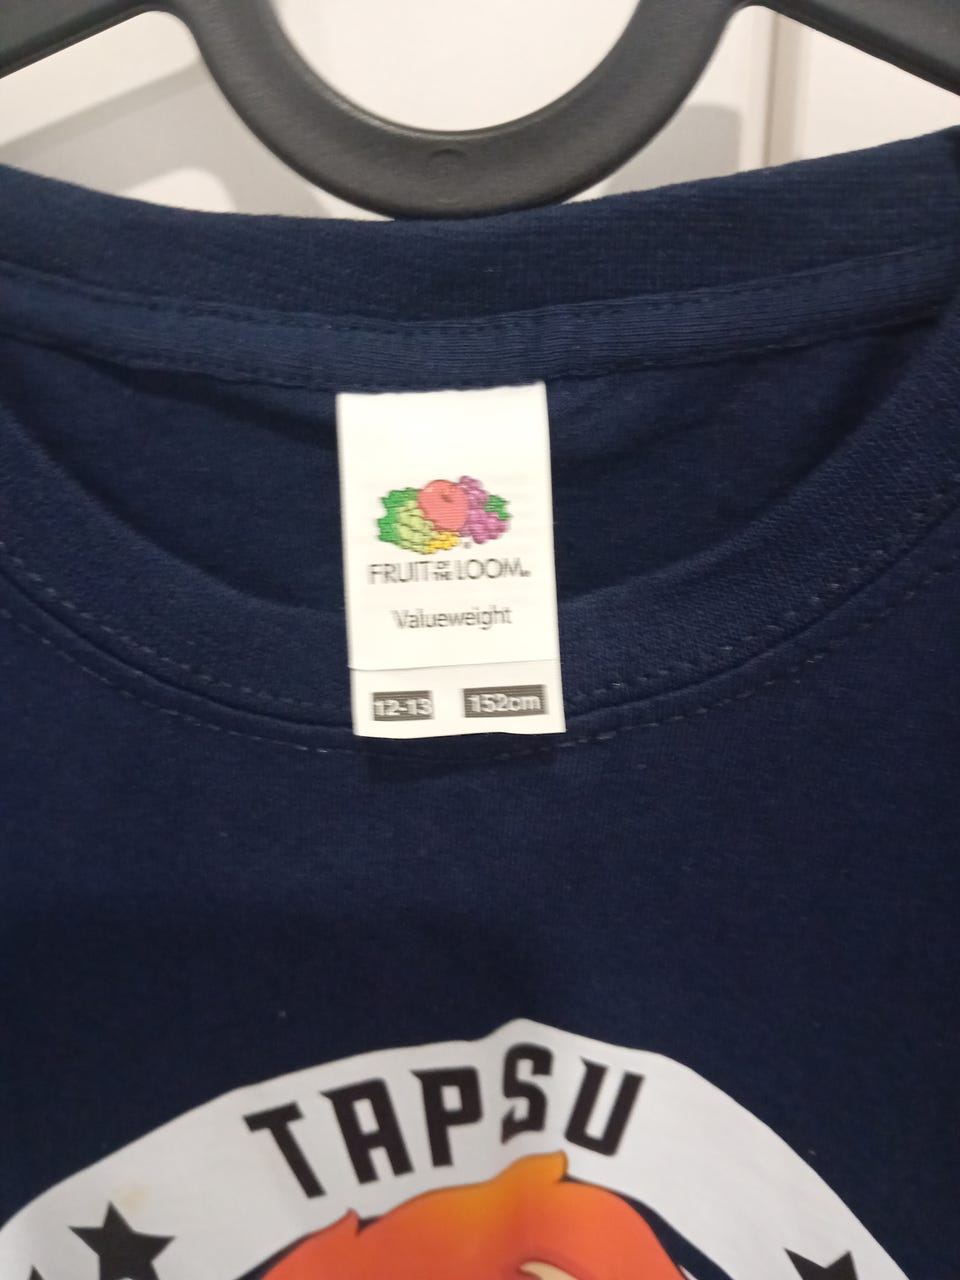 FRUIT OF THE LOOM®
Valueweight
12-13 152cm
TAPSU